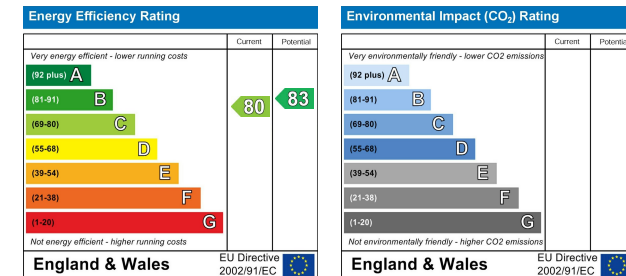 Energy Efficiency Rating
Current Potential
Very energy efficient - lower running costs
(92 plus) A
(81-91) B
(69-80) C
(55-68) D
(39-54) E
(21-38) F
(1-20) G
80
83
Not energy efficient - higher running costs
England & Wales
EU Directive
2002/91/EC
Environmental Impact (CO₂) Rating
Current Potential
Very environmentally friendly - lower CO2 emissions
(92 plus) A
(81-91) B
(69-80) C
(55-68) D
(39-54) E
(21-38) F
(1-20) G
Not environmentally friendly - higher CO2 emissions
England & Wales
EU Directive
2002/91/EC